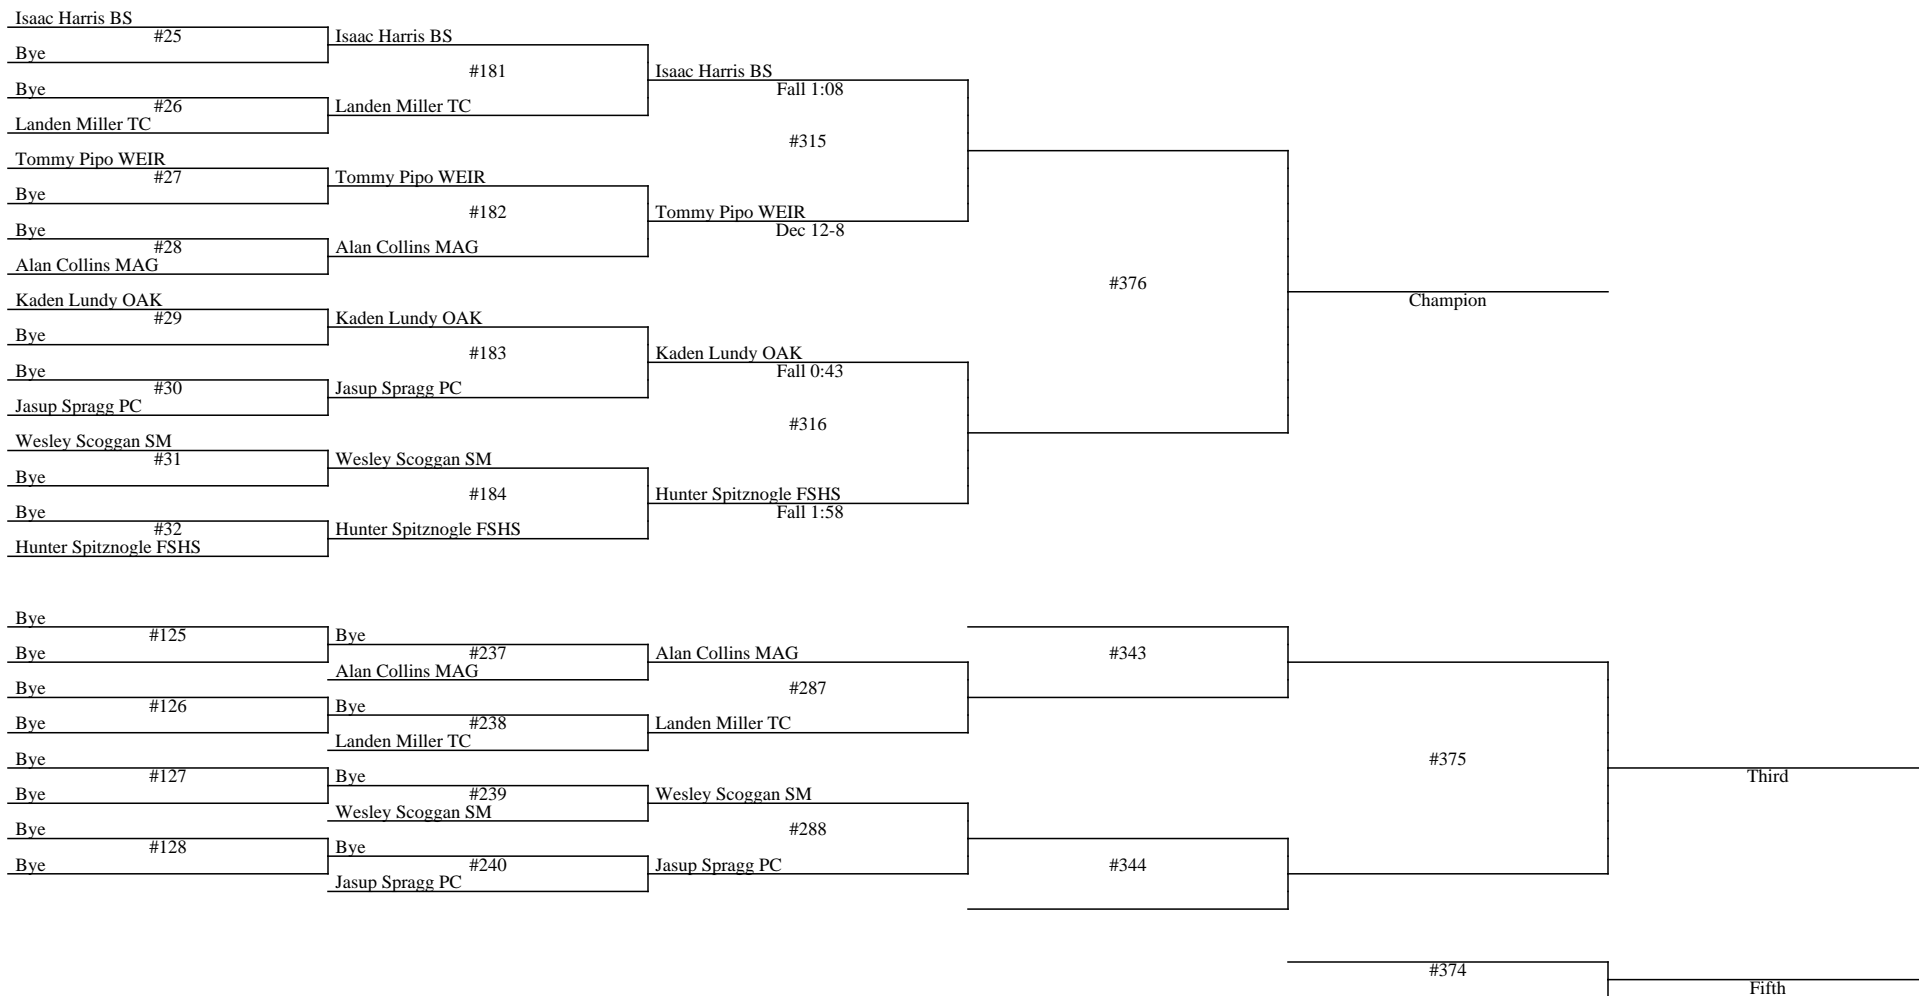 Isaac Harris BS
#25
Bye
Bye
#26
Landen Miller TC
Tommy Pipo WEIR
#27
Bye
Bye
#28
Alan Collins MAG
Kaden Lundy OAK
#29
Bye
Bye
#30
Jasup Spragg PC
Wesley Scoggan SM
#31
Bye
Bye
#32
Hunter Spitznogle FSHS
Isaac Harris BS
#181
Landen Miller TC
Tommy Pipo WEIR
#182
Alan Collins MAG
Kaden Lundy OAK
#183
Jasup Spragg PC
Wesley Scoggan SM
#184
Hunter Spitznogle FSHS
Isaac Harris BS
Fall 1:08
#315
Tommy Pipo WEIR
Dec 12-8
Kaden Lundy OAK
Fall 0:43
#316
Hunter Spitznogle FSHS
Fall 1:58
#376
Champion
Bye
#125
Bye
Bye
#126
Bye
Bye
#127
Bye
Bye
#128
Bye
Bye
#237
Alan Collins MAG
Bye
#238
Landen Miller TC
Bye
#239
Wesley Scoggan SM
Bye
#240
Jasup Spragg PC
Alan Collins MAG
#287
Landen Miller TC
Wesley Scoggan SM
#288
Jasup Spragg PC
#343
#344
#375
Third
#374
Fifth